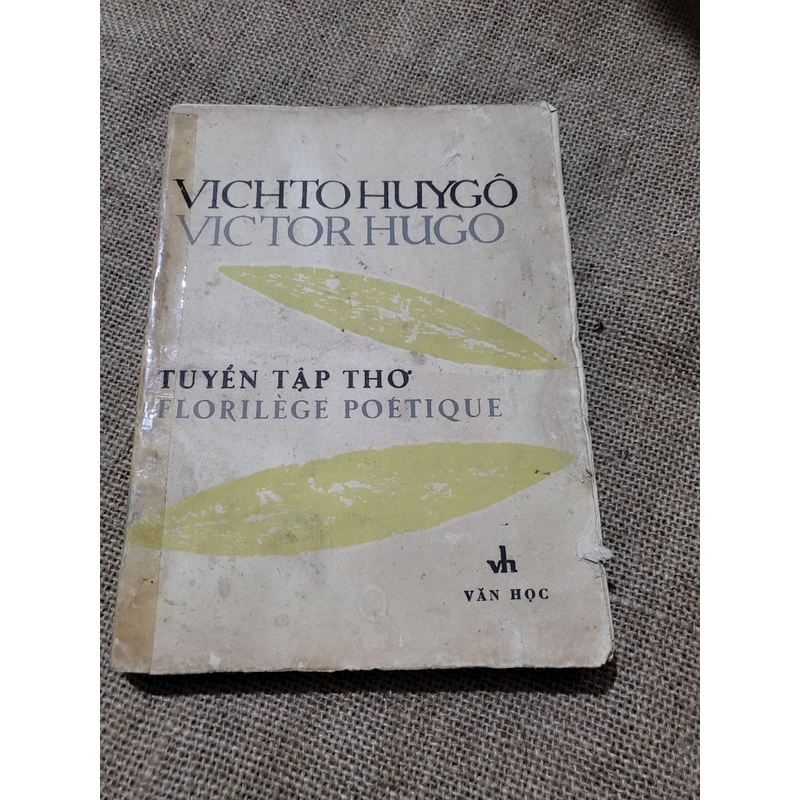 VICHTO HUYGÔ
VICTOR HUGO
TUYỂN TẬP THƠ
FLORILÈGE POÉTIQUE
vh
VĂN HỌC